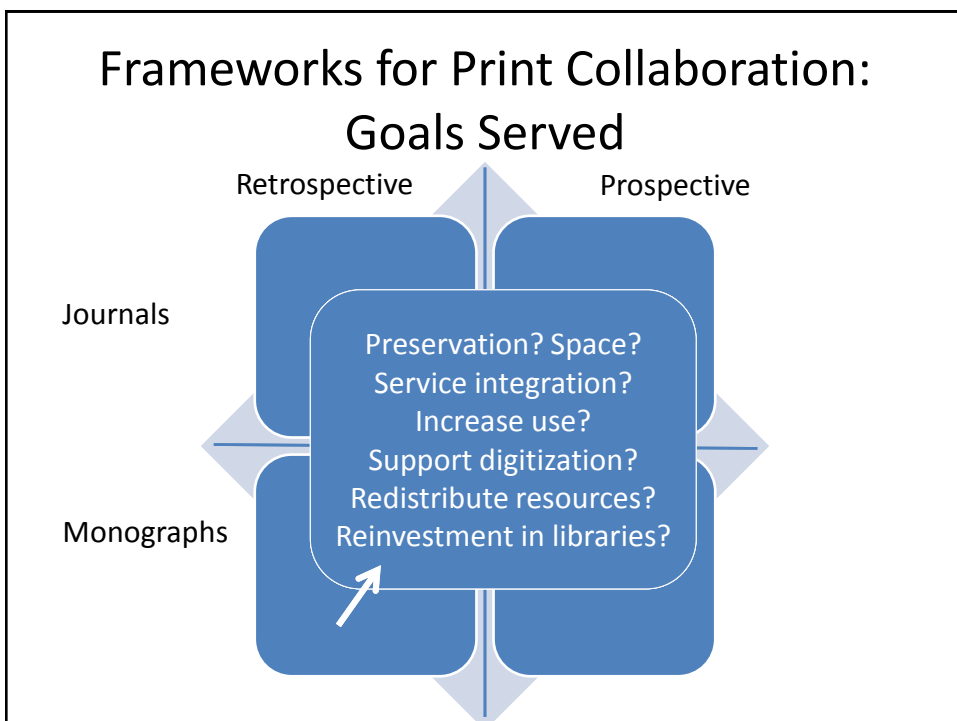 Frameworks for Print Collaboration:
Goals Served
Retrospective
Prospective
Journals
Preservation? Space?
Service integration?
Increase use?
Support digitization?
Redistribute resources?
Reinvestment in libraries?
Monographs